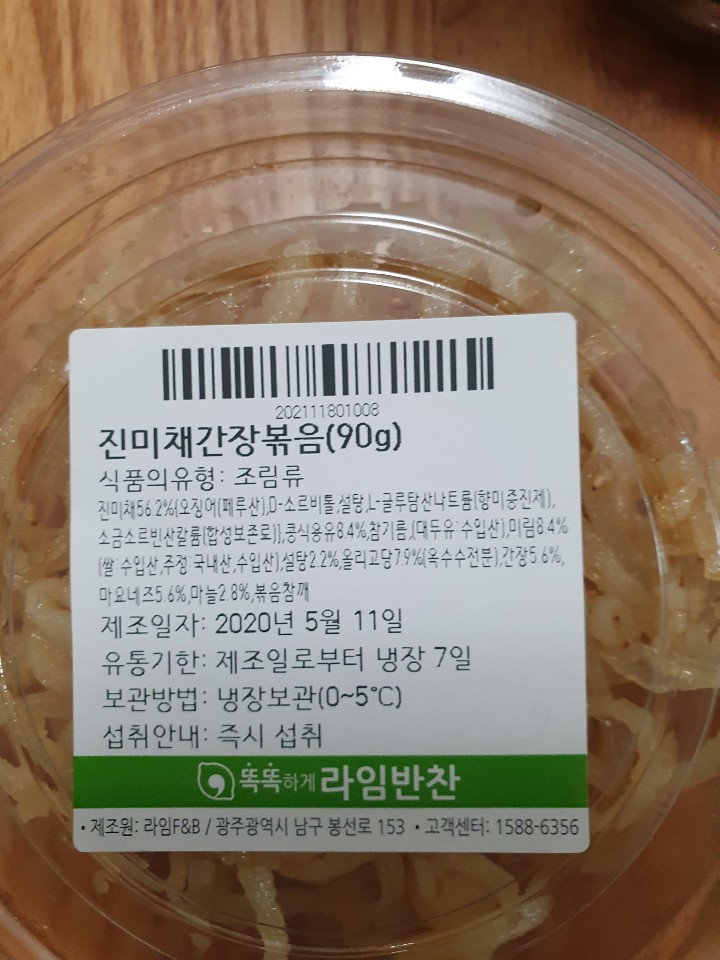 202111801008
진미채간장볶음(90g)
식품의유형: 조림류
진미채56.2%{오징어(페루산),D-소르비톨,설탕,L-글루탐산나트륨(향미증진제),
소금소르빈산칼륨(합성보존료)},콩식용유8.4%,참기름,(대두유:수입산),미림8.4%
(쌀:수입산,주정:국내산,수입산),설탕2.2%,올리고당7.9%(옥수수전분),간장5.6%,
마요네즈5.6%,마늘2.8%,볶음참깨
제조일자: 2020년 5월 11일
유통기한: 제조일로부터 냉장 7일
보관방법: 냉장보관(0~5℃)
섭취안내: 즉시 섭취
똑똑하게 라임반찬
• 제조원: 라임F&B / 광주광역시 남구 봉선로 153 • 고객센터: 1588-6356